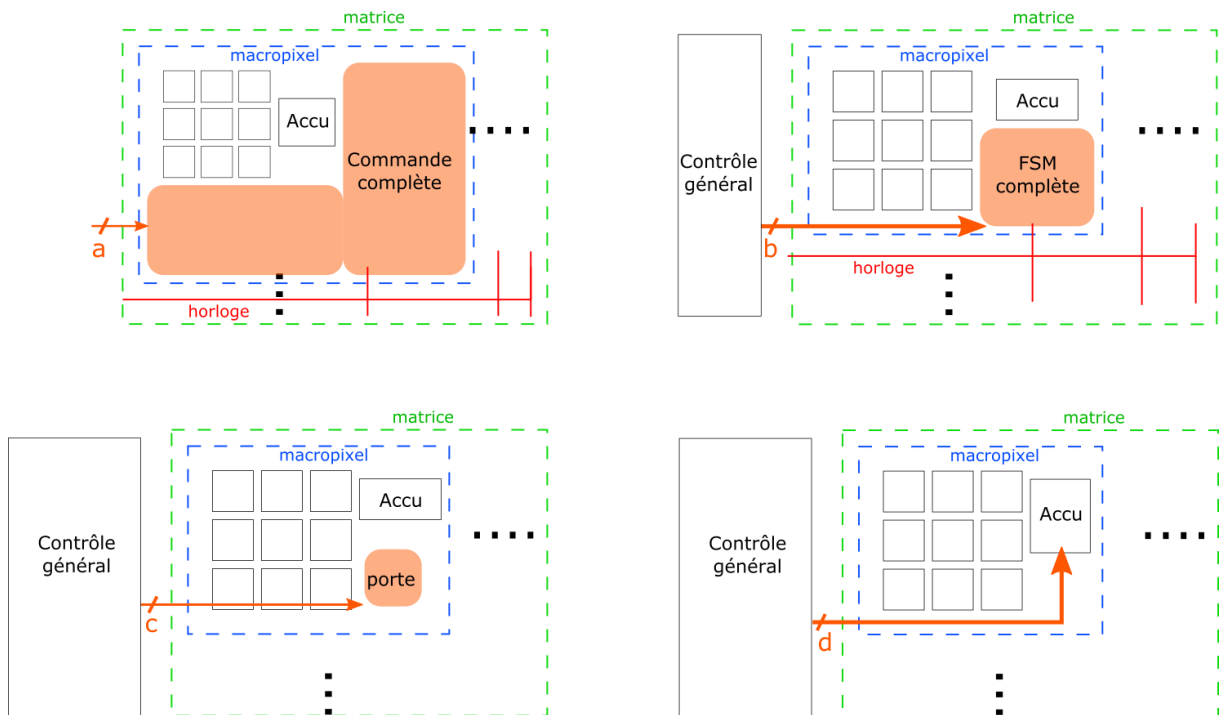 matrice
macropixel
Accu
Commande
complète
a
horloge
matrice
macropixel
Accu
Contrôle
général
FSM
complète
b
horloge
matrice
macropixel
Accu
Contrôle
général
porte
c
matrice
macropixel
Accu
Contrôle
général
d